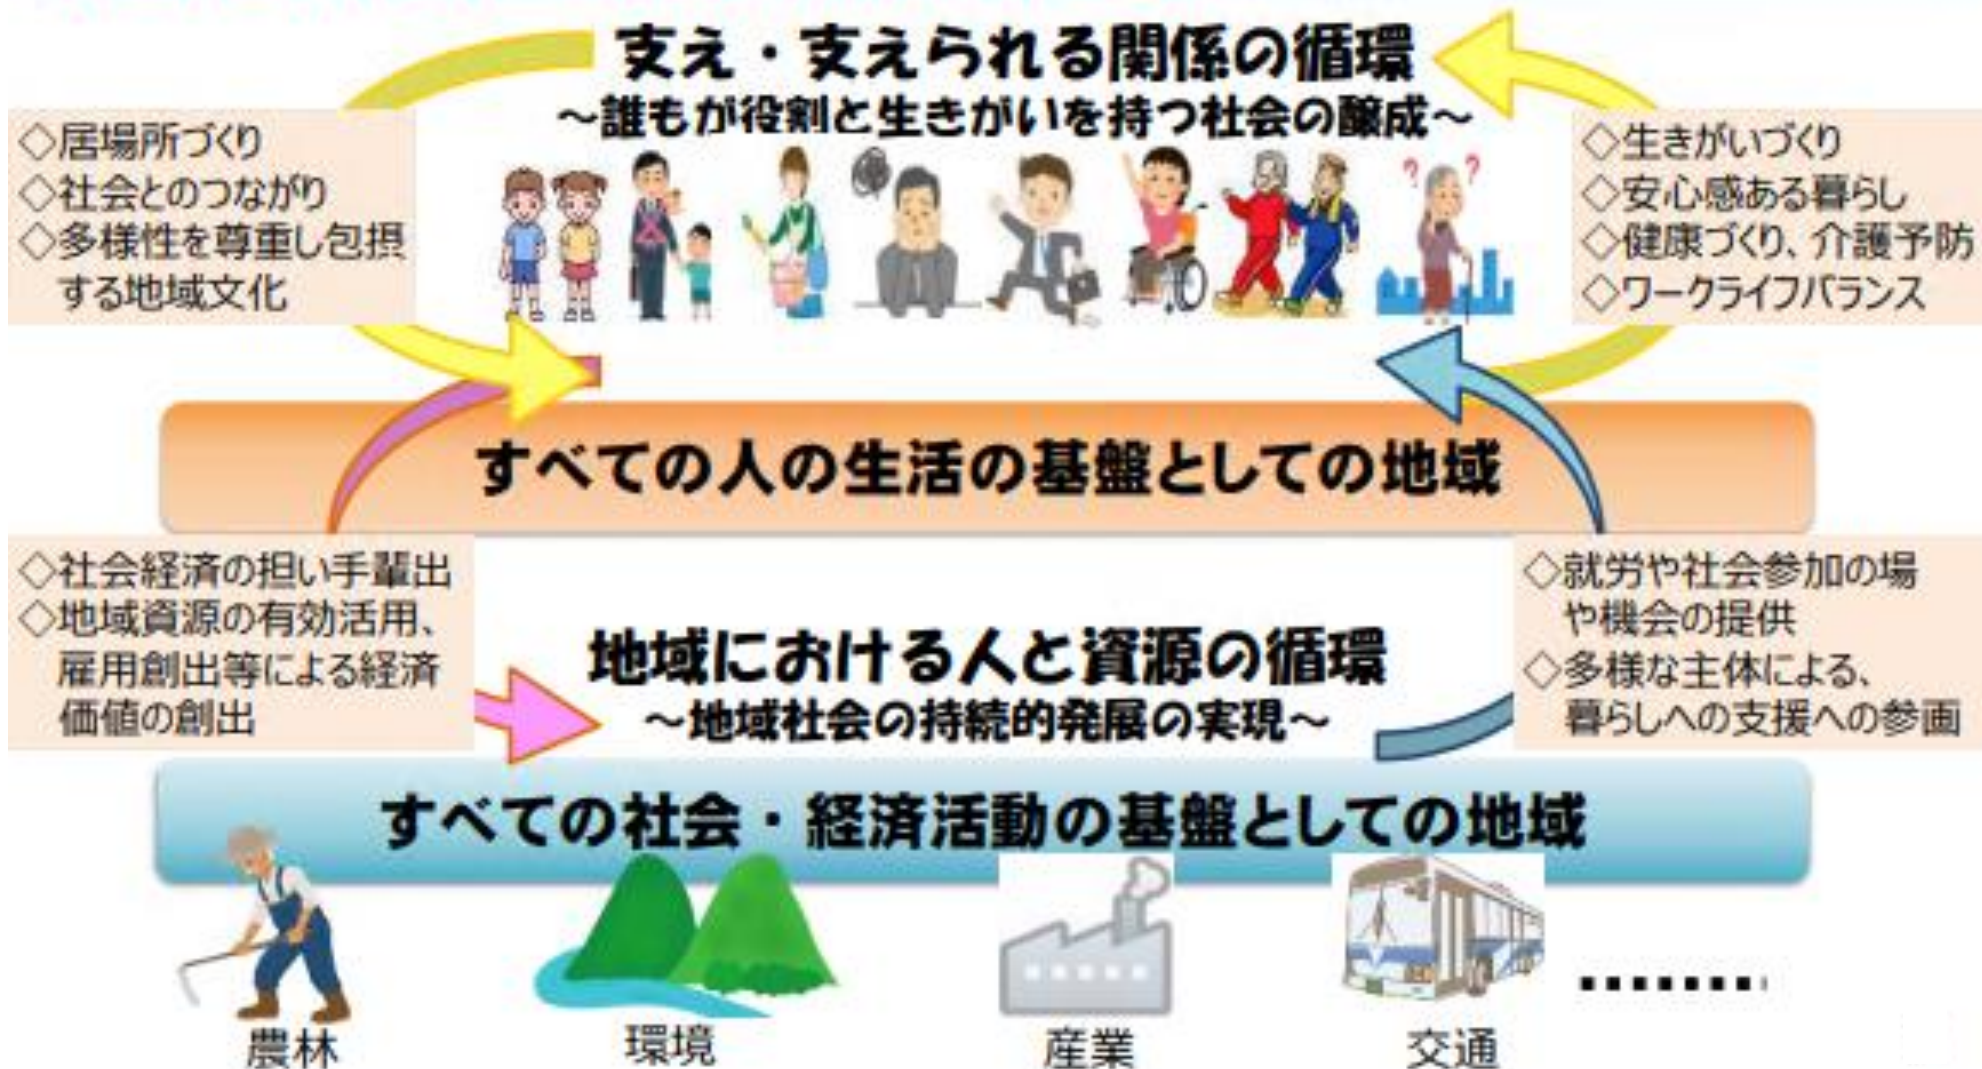 支え・支えられる関係の循環
～誰もが役割と生きがいを持つ社会の醸成～
◇居場所づくり
◇社会とのつながり
◇多様性を尊重し包摂
する地域文化
◇生きがいづくり
◇安心感ある暮らし
◇健康づくり、介護予防
◇ワークライフバランス
? ?
すべての人の生活の基盤としての地域
◇社会経済の担い手輩出
◇地域資源の有効活用、
雇用創出等による経済
価値の創出
地域における人と資源の循環
～地域社会の持続的発展の実現～
◇就労や社会参加の場
や機会の提供
◇多様な主体による、
暮らしへの支援への参画
すべての社会・経済活動の基盤としての地域
農林
環境
産業
交通